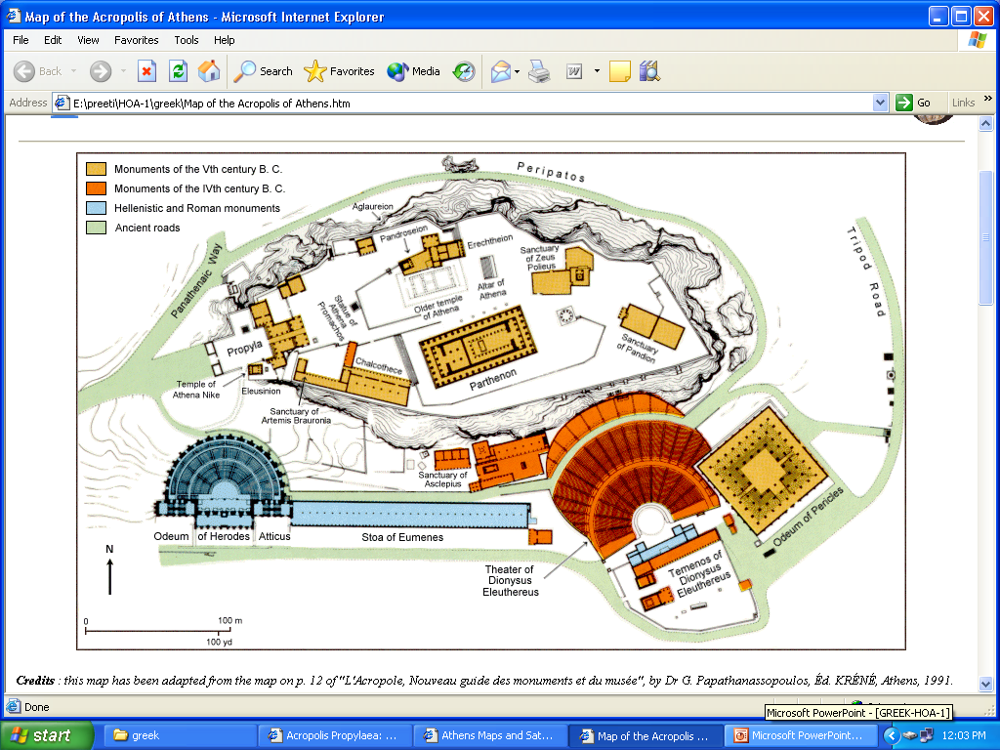 Map of the Acropolis of Athens - Microsoft Internet Explorer
File Edit View Favorites Tools Help
Back Search Favorites Media
Address E:\preeti\HOA-1\greek\Map of the Acropolis of Athens.htm Go Links »
Monuments of the Vth century B. C.
Monuments of the IVth century B. C.
Hellenistic and Roman monuments
Ancient roads
Peripatos
Tripod Road
Panathenaic Way
Aglaureion
Pandroseion
Erechtheion
Sanctuary
of Zeus
Polieus
Altar of
Athena
Older temple
of Athena
Statue of
Athena
Promachos
Propyla
Chalcothece
Parthenon
Sanctuary
of Pandion
Temple of
Athena Nike
Eleusinion
Sanctuary of
Artemis Brauronia
Sanctuary of
Asclepius
Odeum of Herodes Atticus
Stoa of Eumenes
Odeum of Pericles
Theater of
Dionysus
Eleuthereus
Temenos of
Dionysus
Eleuthereus
N
0 100 m
100 yd
Credits : this map has been adapted from the map on p. 12 of "L'Acropole, Nouveau guide des monuments et du musée", by Dr G. Papathanassopoulos, Éd. KRÉNÉ, Athens, 1991.
Done
Microsoft PowerPoint - [GREEK-HOA-1]
start greek Acropolis Propylaea: ... Athens Maps and Sat... Map of the Acropolis ... Microsoft PowerPoint... 12:03 PM